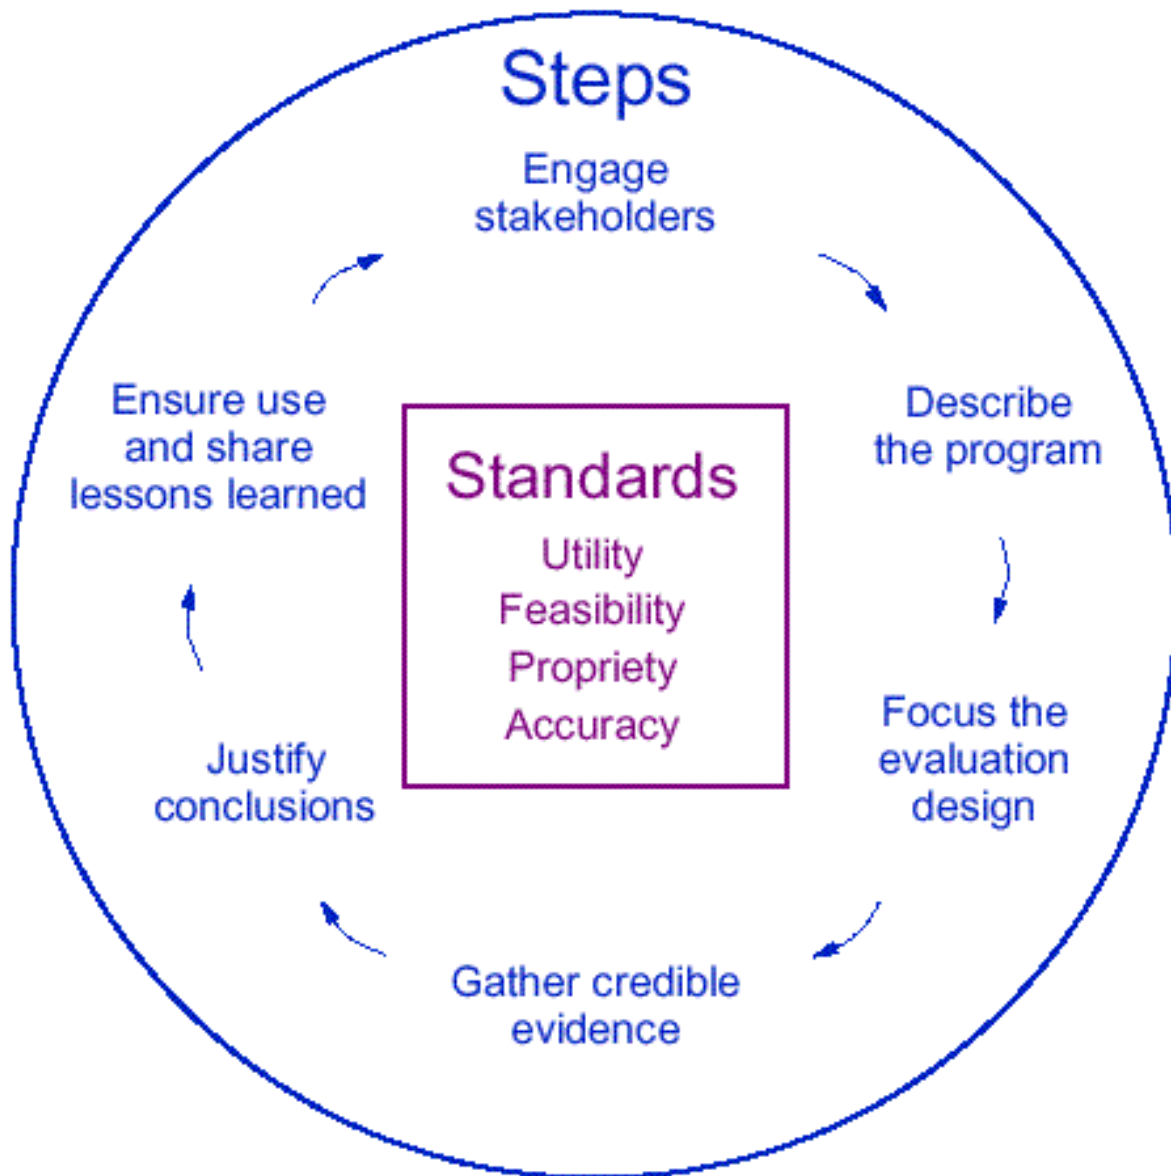 Steps
Engage
stakeholders
Describe
the program
Focus the
evaluation
design
Gather credible
evidence
Justify
conclusions
Ensure use
and share
lessons learned
Standards
Utility
Feasibility
Propriety
Accuracy